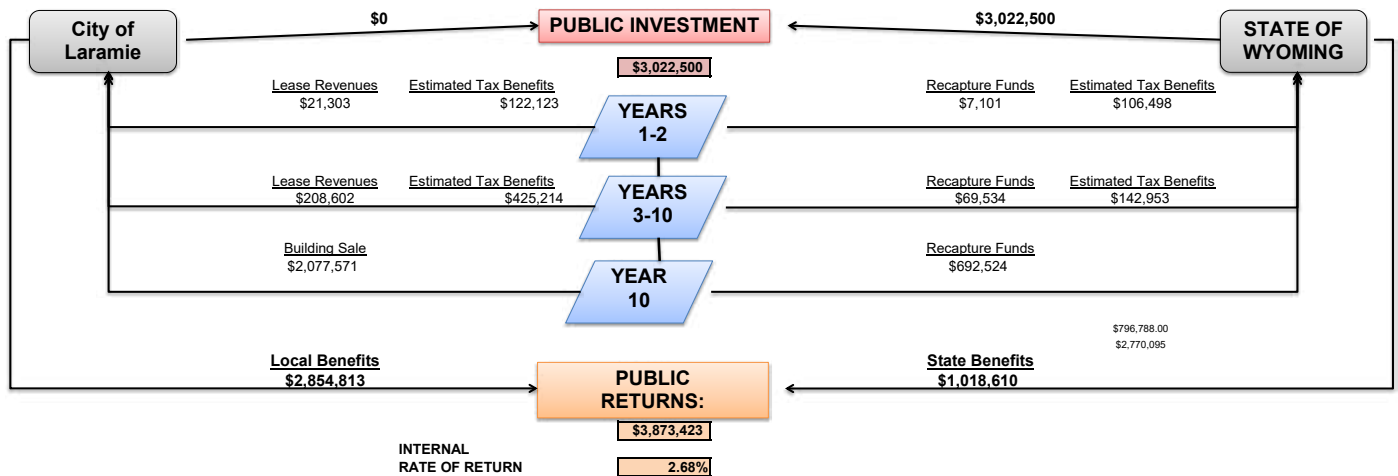 City of
Laramie
$0
PUBLIC INVESTMENT
$3,022,500
STATE OF
WYOMING
$3,022,500
Lease Revenues Estimated Tax Benefits
$21,303 $122,123
YEARS
1-2
Recapture Funds Estimated Tax Benefits
$7,101 $106,498
Lease Revenues Estimated Tax Benefits
$208,602 $425,214
YEARS
3-10
Recapture Funds Estimated Tax Benefits
$69,534 $142,953
Building Sale
$2,077,571
YEAR
10
Recapture Funds
$692,524
$796,788.00
$2,770,095
Local Benefits
$2,854,813
PUBLIC
RETURNS:
State Benefits
$1,018,610
$3,873,423
INTERNAL
RATE OF RETURN 2.68%